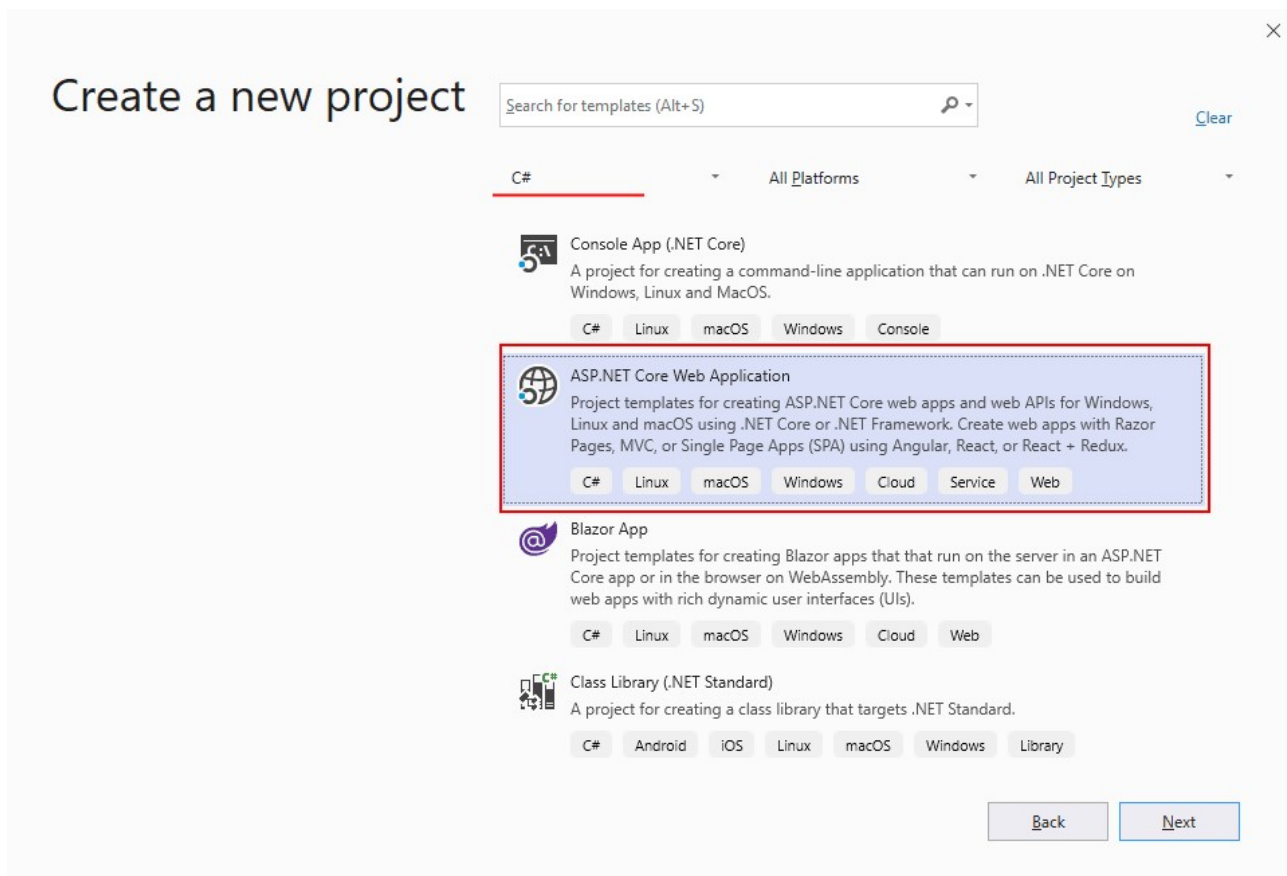 Create a new project
Search for templates (Alt+S)
Clear
C#
All Platforms
All Project Types
C:\
Console App (.NET Core)
A project for creating a command-line application that can run on .NET Core on
Windows, Linux and MacOS.
C# Linux macOS Windows Console
ASP.NET Core Web Application
Project templates for creating ASP.NET Core web apps and web APIs for Windows,
Linux and macOS using .NET Core or .NET Framework. Create web apps with Razor
Pages, MVC, or Single Page Apps (SPA) using Angular, React, or React + Redux.
C# Linux macOS Windows Cloud Service Web
@
Blazor App
Project templates for creating Blazor apps that that run on the server in an ASP.NET
Core app or in the browser on WebAssembly. These templates can be used to build
web apps with rich dynamic user interfaces (UIs).
C# Linux macOS Windows Cloud Web
C#
Class Library (.NET Standard)
A project for creating a class library that targets .NET Standard.
C# Android iOS Linux macOS Windows Library
Back
Next